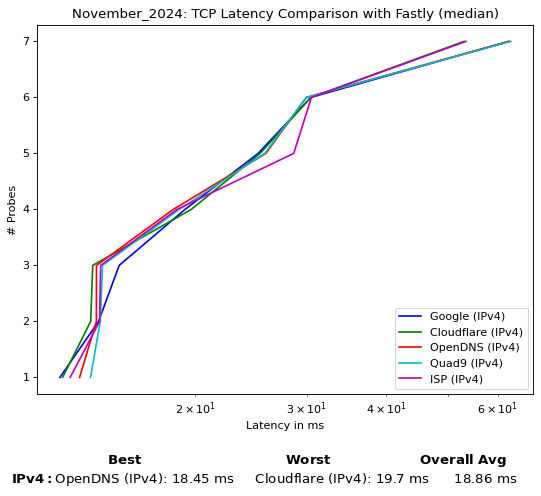 November_2024: TCP Latency Comparison with Fastly (median)
7
6
5
4
3
2
1
# Probes
Google (IPv4)
Cloudflare (IPv4)
OpenDNS (IPv4)
Quad9 (IPv4)
ISP (IPv4)
2 × 10¹ 3 × 10¹ 4 × 10¹ 6 × 10¹
Latency in ms
Best Worst Overall Avg
IPv4: OpenDNS (IPv4): 18.45 ms Cloudflare (IPv4): 19.7 ms 18.86 ms